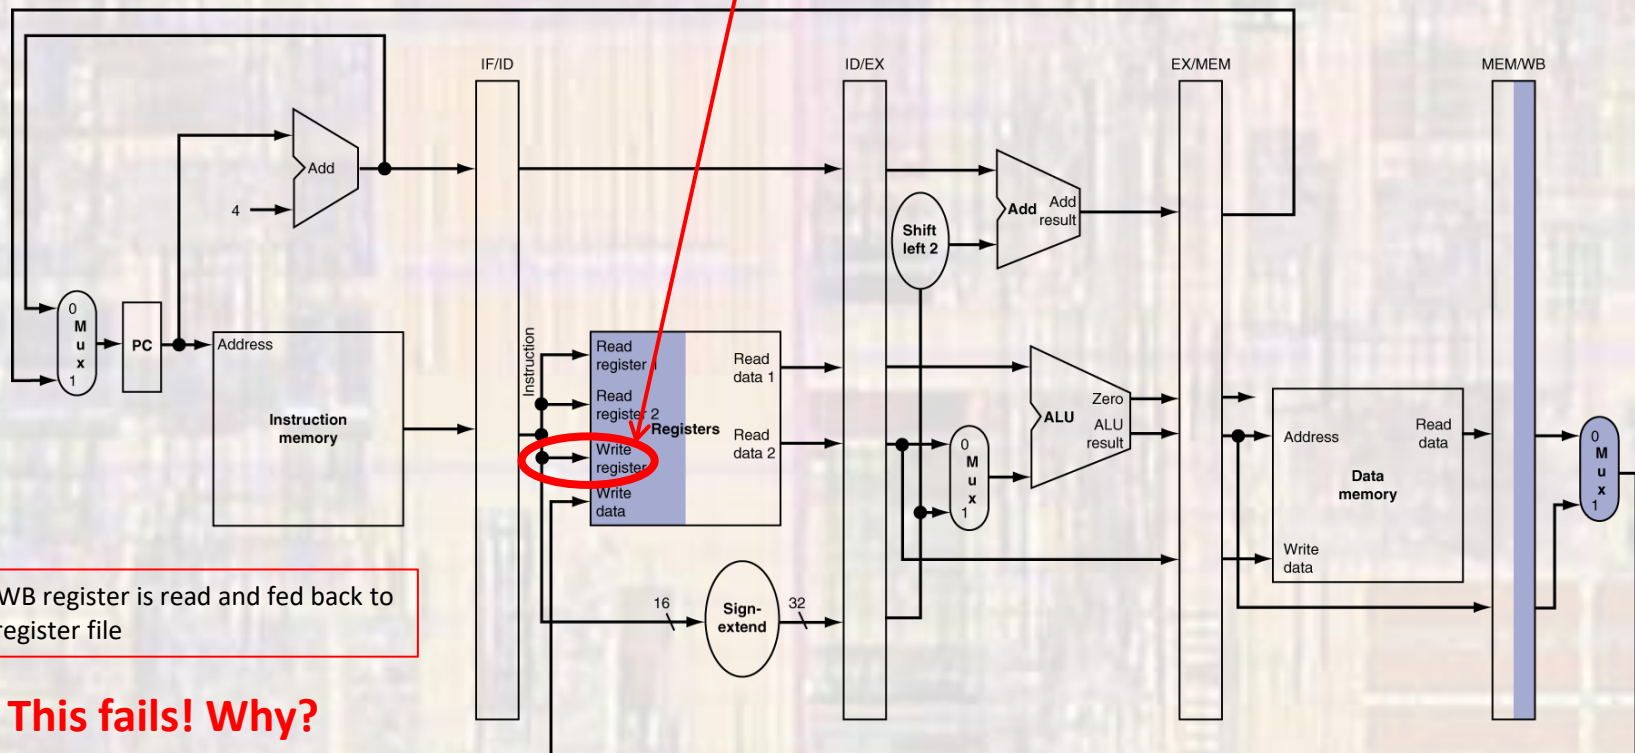 IF/ID
ID/EX
EX/MEM
MEM/WB
Add
4
Shift
left 2
Add
Add
result
0
M
u
x
1
PC
Address
Instruction
memory
Instruction
Read
register 1
Read
register 2
Write
register
Write
data
Registers
Read
data 1
Read
data 2
0
M
u
x
1
Zero
ALU
ALU
result
Address
Read
data
Data
memory
Write
data
0
M
u
x
1
16
Sign-
extend
32
WB register is read and fed back to
register file
This fails! Why?